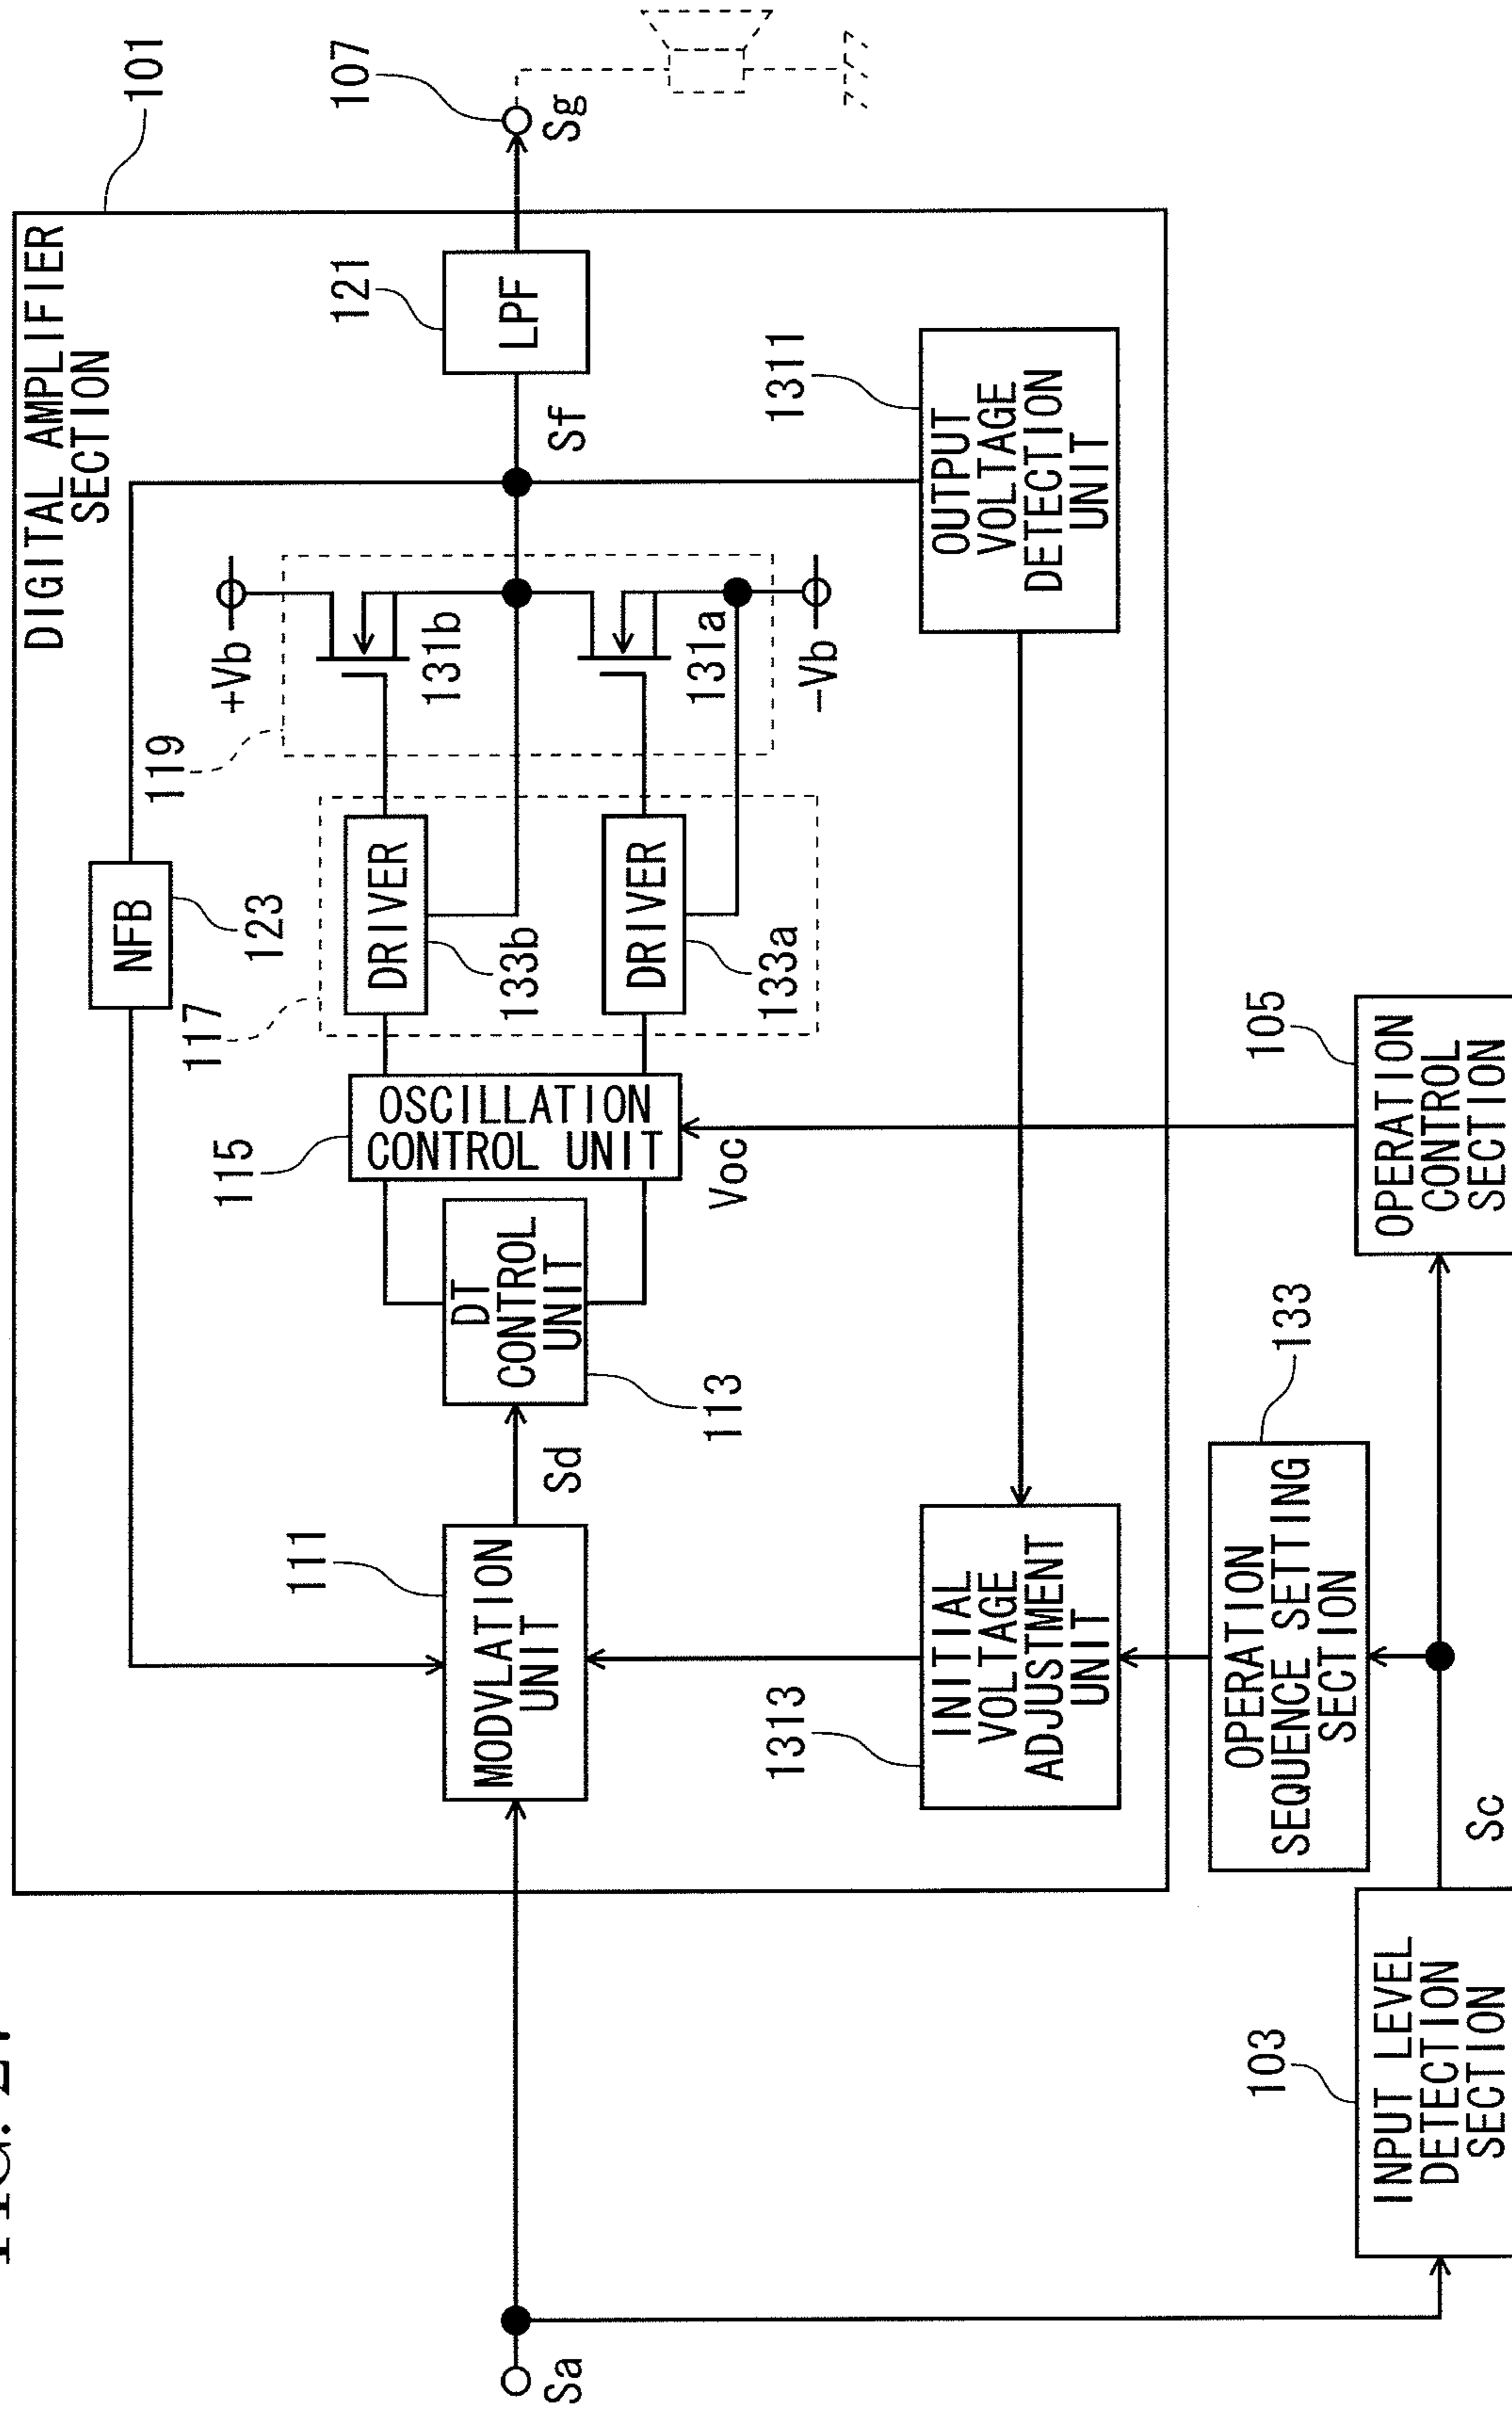 DIGITAL AMPLIFIER
SECTION
101
NFB
123
119
+Vb
117
115
OSCILLATION
CONTROL UNIT
DRIVER
133b
131b
121
LPF
107
Sg
Sf
111
MODVLATION
UNIT
Sd
DT
CONTROL
UNIT
113
Voc
DRIVER
133a
131a
-Vb
Sa
1313
INITIAL
VOLTAGE
ADJUSTMENT
UNIT
1311
OUTPUT
VOLTAGE
DETECTION
UNIT
OPERATION
SEQUENCE SETTING
SECTION
133
105
OPERATION
CONTROL
SECTION
103
INPUT LEVEL
DETECTION
SECTION
Sc